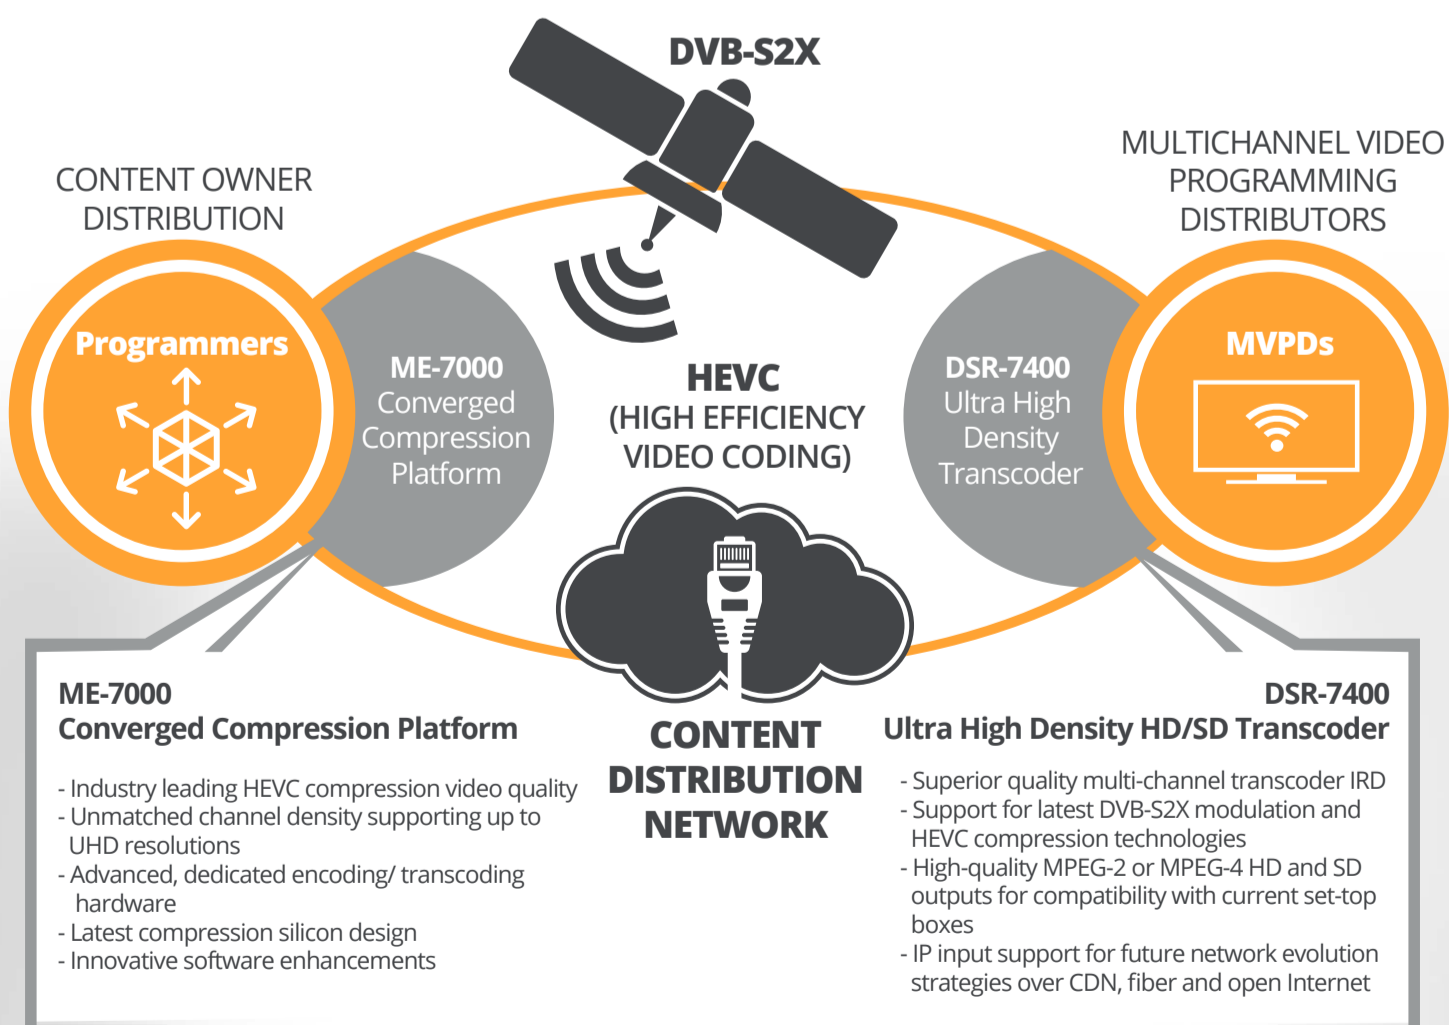 DVB-S2X
CONTENT OWNER
DISTRIBUTION
MULTICHANNEL VIDEO
PROGRAMMING
DISTRIBUTORS
Programmers
ME-7000
Converged
Compression
Platform
HEVC
(HIGH EFFICIENCY
VIDEO CODING)
DSR-7400
Ultra High
Density
Transcoder
MVPDs
ME-7000
Converged Compression Platform
- Industry leading HEVC compression video quality
- Unmatched channel density supporting up to
UHD resolutions
- Advanced, dedicated encoding/ transcoding
hardware
- Latest compression silicon design
- Innovative software enhancements
CONTENT
DISTRIBUTION
NETWORK
DSR-7400
Ultra High Density HD/SD Transcoder
- Superior quality multi-channel transcoder IRD
- Support for latest DVB-S2X modulation and
HEVC compression technologies
- High-quality MPEG-2 or MPEG-4 HD and SD
outputs for compatibility with current set-top
boxes
- IP input support for future network evolution
strategies over CDN, fiber and open Internet